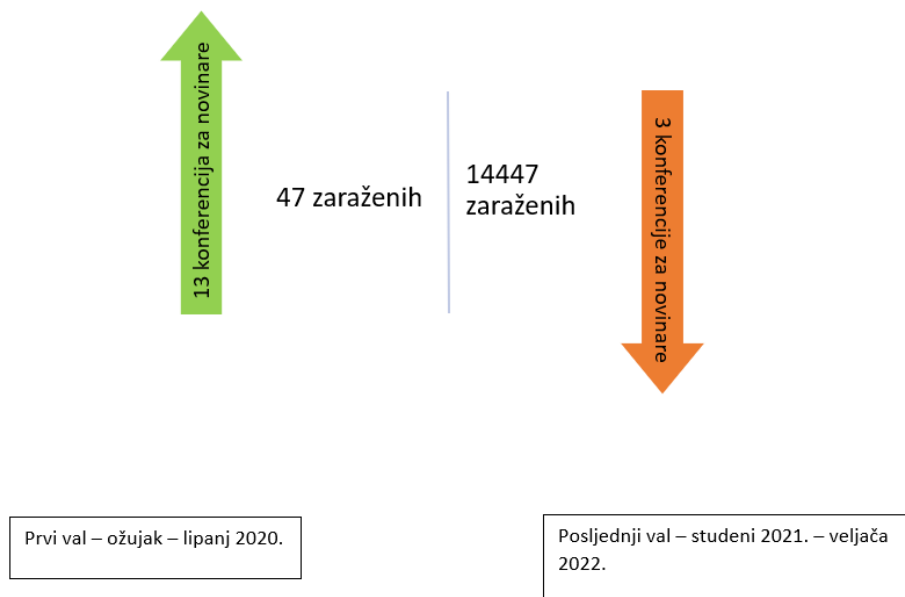 13 konferencija za novinare
47 zaraženih
14447
zaraženih
3 konferencije za novinare
Prvi val – ožujak – lipanj 2020.
Posljednji val – studeni 2021. – veljača
2022.